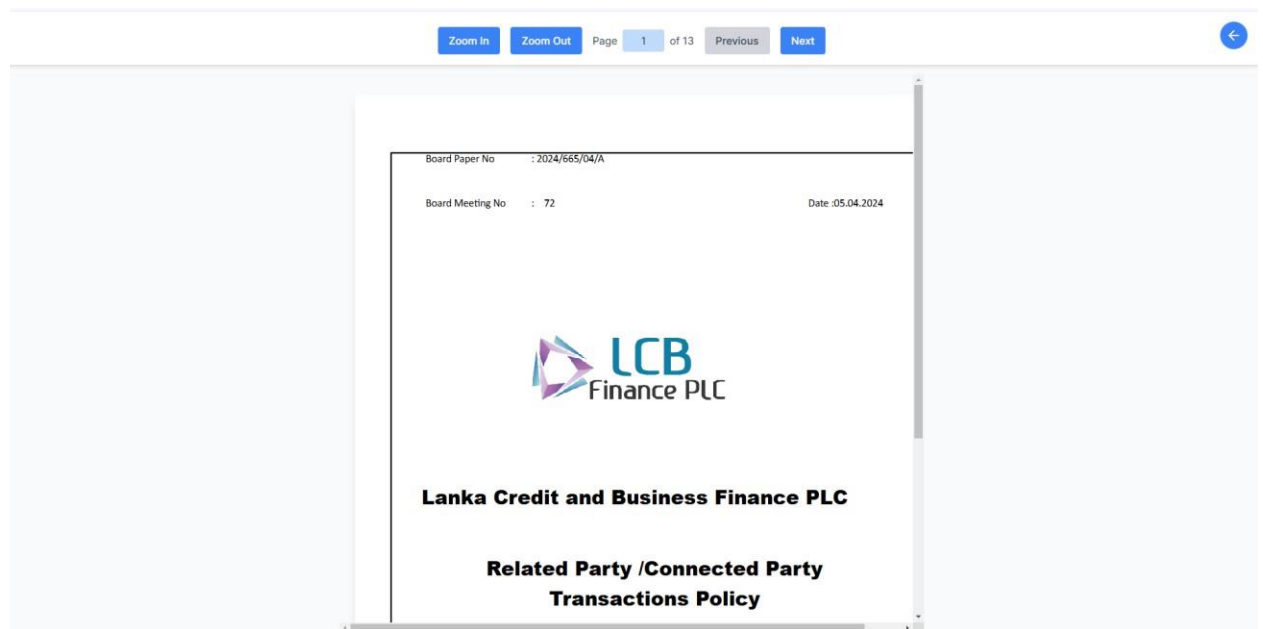 Zoom In Zoom Out Page 1 of 13 Previous Next
Board Paper No : 2024/665/04/A
Board Meeting No : 72 Date :05.04.2024
LCB
Finance PLC
Lanka Credit and Business Finance PLC
Related Party /Connected Party
Transactions Policy